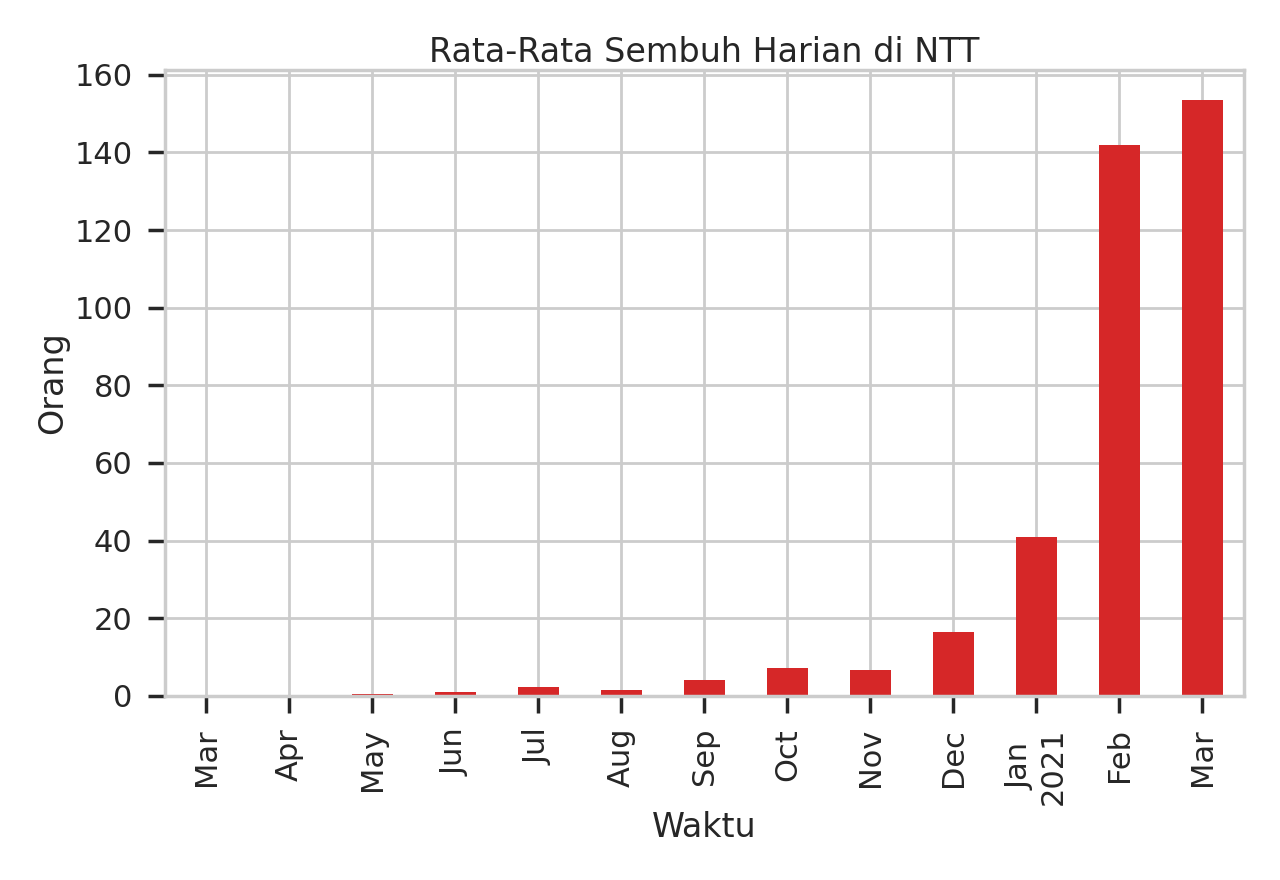 Rata-Rata Sembuh Harian di NTT
160
140
120
100
80
60
40
20
0
Orang
Mar
Apr
May
Jun
Jul
Aug
Sep
Oct
Nov
Dec
Jan
2021
Feb
Mar
Waktu